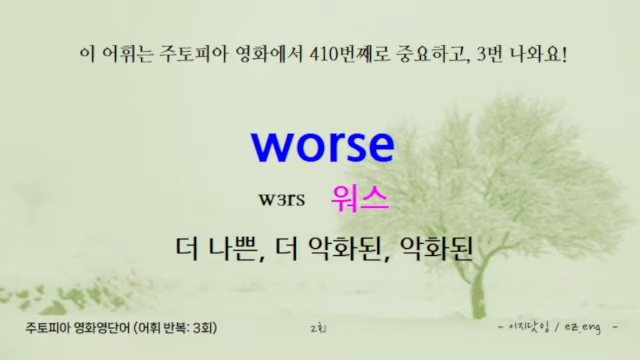 이 어휘는 주토피아 영화에서 410번째로 중요하고, 3번 나와요!
worse
wɜrs 워스
더 나쁜, 더 악화된, 악화된
주토피아 영화영단어 (어휘 반복: 3회) 2회 - 이지닷잉 / ez.eng -